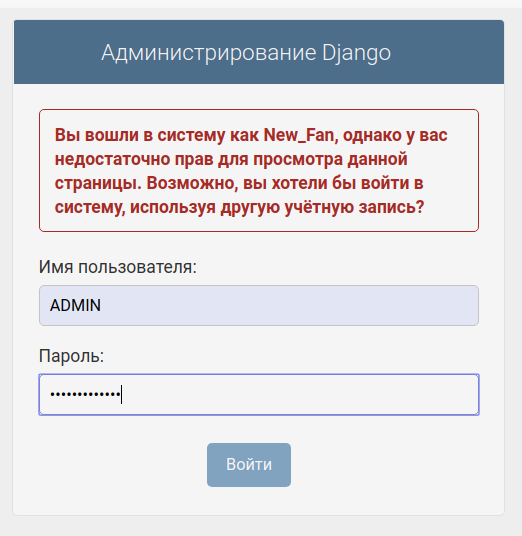 Администрирование Django
Вы вошли в систему как New_Fan, однако у вас
недостаточно прав для просмотра данной
страницы. Возможно, вы хотели бы войти в
систему, используя другую учётную запись?
Имя пользователя:
ADMIN
Пароль:
•••••••••••••
Войти